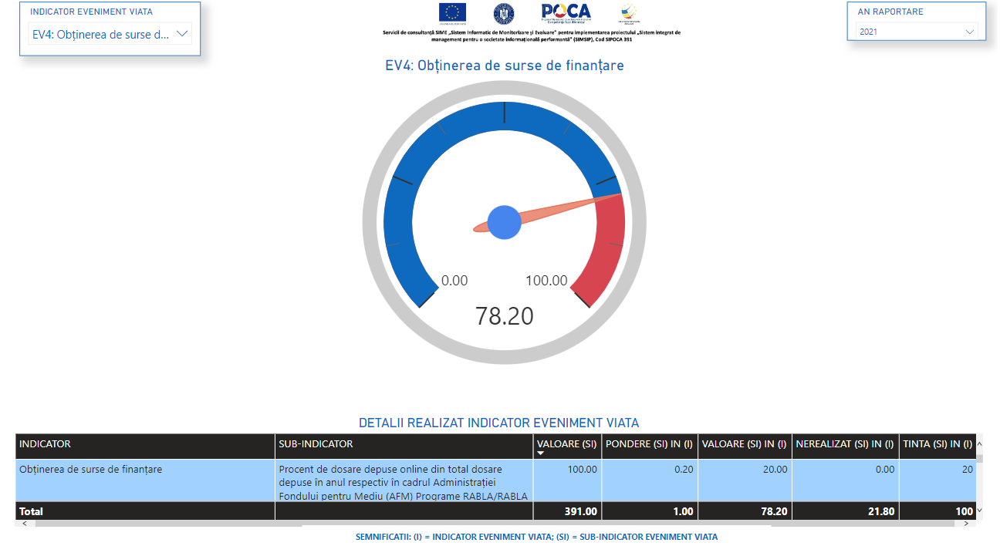 INDICATOR EVENIMENT VIATA
EV4: Obținerea de surse d...
POCA
Servicii de consultanță SIME „Sistem Informatic de Monitorizare și Evaluare” pentru implementarea proiectului „Sistem integrat de
management pentru o societate informațională performantă” (SIMSIP), Cod SIPOCA 391
AN RAPORTARE
2021
EV4: Obținerea de surse de finanțare
0.00
100.00
78.20
DETALII REALIZAT INDICATOR EVENIMENT VIATA
INDICATOR SUB-INDICATOR VALOARE (SI) PONDERE (SI) IN (I) VALOARE (SI) IN (I) NEREALIZAT (SI) IN (I) TINTA (SI) IN (I)
Obținerea de surse de finanțare Procent de dosare depuse online din total dosare 100.00 0.20 20.00 0.00 20
depuse în anul respectiv în cadrul Administrației
Fondului pentru Mediu (AFM) Programe RABLA/RABLA
Total 391.00 1.00 78.20 21.80 100
SEMNIFICATII: (I) = INDICATOR EVENIMENT VIATA; (SI) = SUB-INDICATOR EVENIMENT VIATA